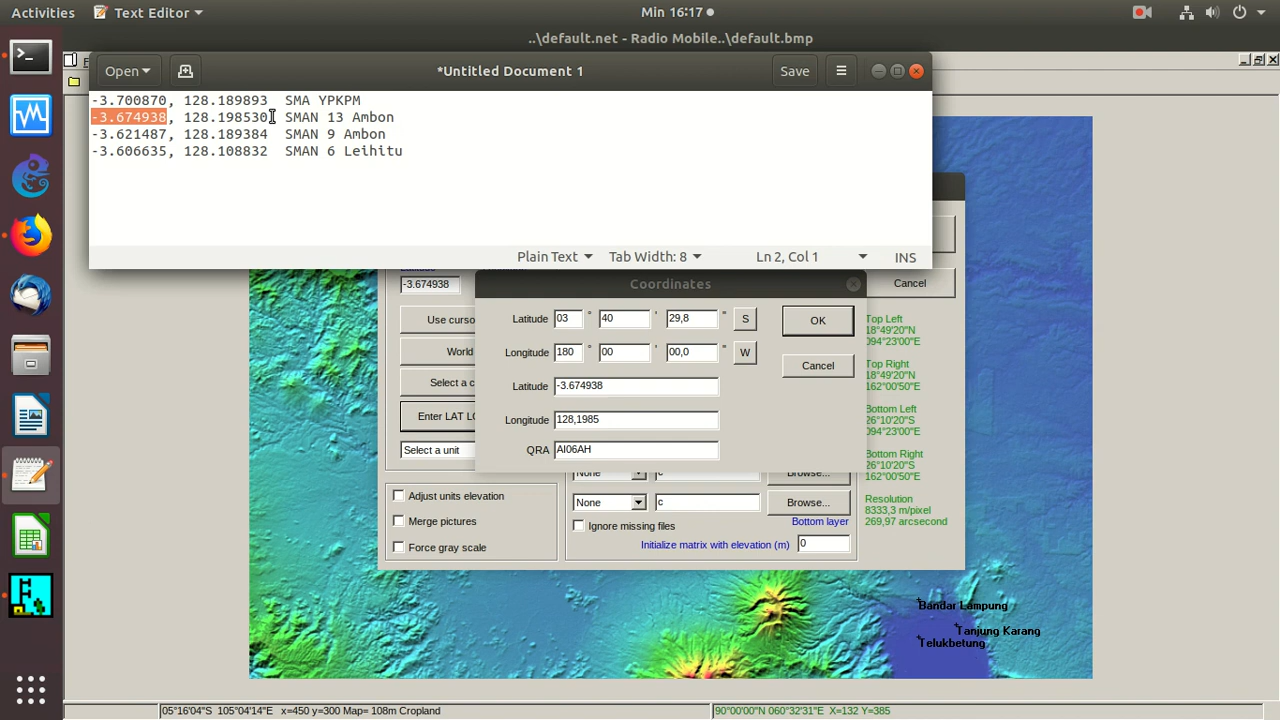 Activities Text Editor Min 16:17
..\default.net - Radio Mobile..\default.bmp
Open *Untitled Document 1 Save
-3.700870, 128.189893 SMA YPKPM
-3.674938, 128.198530 SMAN 13 Ambon
-3.621487, 128.189384 SMAN 9 Ambon
-3.606635, 128.108832 SMAN 6 Leihitu
Plain Text Tab Width: 8 Ln 2, Col 1 INS
-3.674938
Use curso
World
Select a c
Enter LAT LO
Select a unit
Adjust units elevation
Merge pictures
Force gray scale
Coordinates
Latitude 03 ° 40 ' 29,8 " S OK
Longitude 180 ° 00 ' 00,0 " W
Cancel
Latitude -3.674938
Longitude 128,1985
QRA AI06AH
None c Browse...
None c Browse...
Ignore missing files Bottom layer
Initialize matrix with elevation (m) 0
Cancel
Top Left
18°49'20"N
094°23'00"E
Top Right
18°49'20"N
162°00'50"E
Bottom Left
26°10'20"S
094°23'00"E
Bottom Right
26°10'20"S
162°00'50"E
Resolution
8333,3 m/pixel
269,97 arcsecond
Bandar Lampung
Tanjung Karang
Telukbetung
05°16'04"S 105°04'14"E x=450 y=300 Map= 108m Cropland 90°00'00"N 060°32'31"E X=132 Y=385